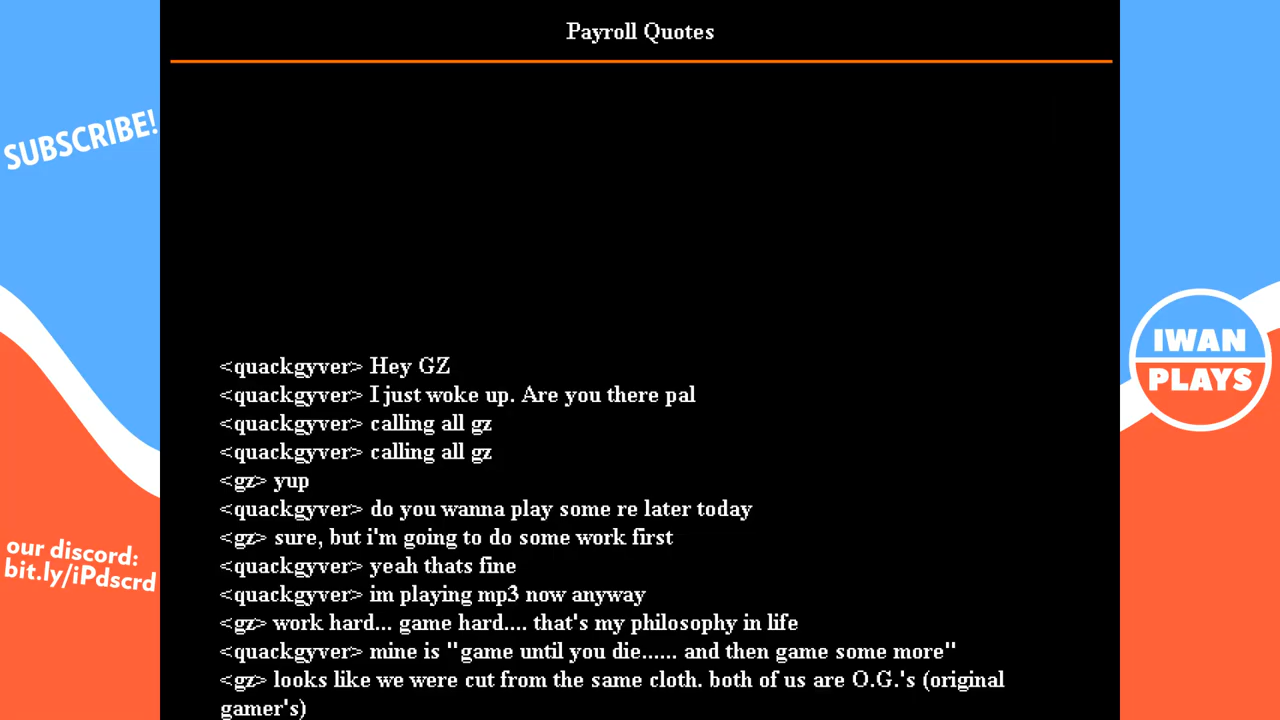 Payroll Quotes
SUBSCRIBE!
<quackgyver> Hey GZ
<quackgyver> I just woke up. Are you there pal
<quackgyver> calling all gz
<quackgyver> calling all gz
<gz> yup
<quackgyver> do you wanna play some re later today
<gz> sure, but i'm going to do some work first
<quackgyver> yeah thats fine
<quackgyver> im playing mp3 now anyway
<gz> work hard... game hard.... that's my philosophy in life
<quackgyver> mine is "game until you die...... and then game some more"
<gz> looks like we were cut from the same cloth. both of us are O.G.'s (original
gamer's)
IWAN
PLAYS
our discord:
bit.ly/iPdscrd